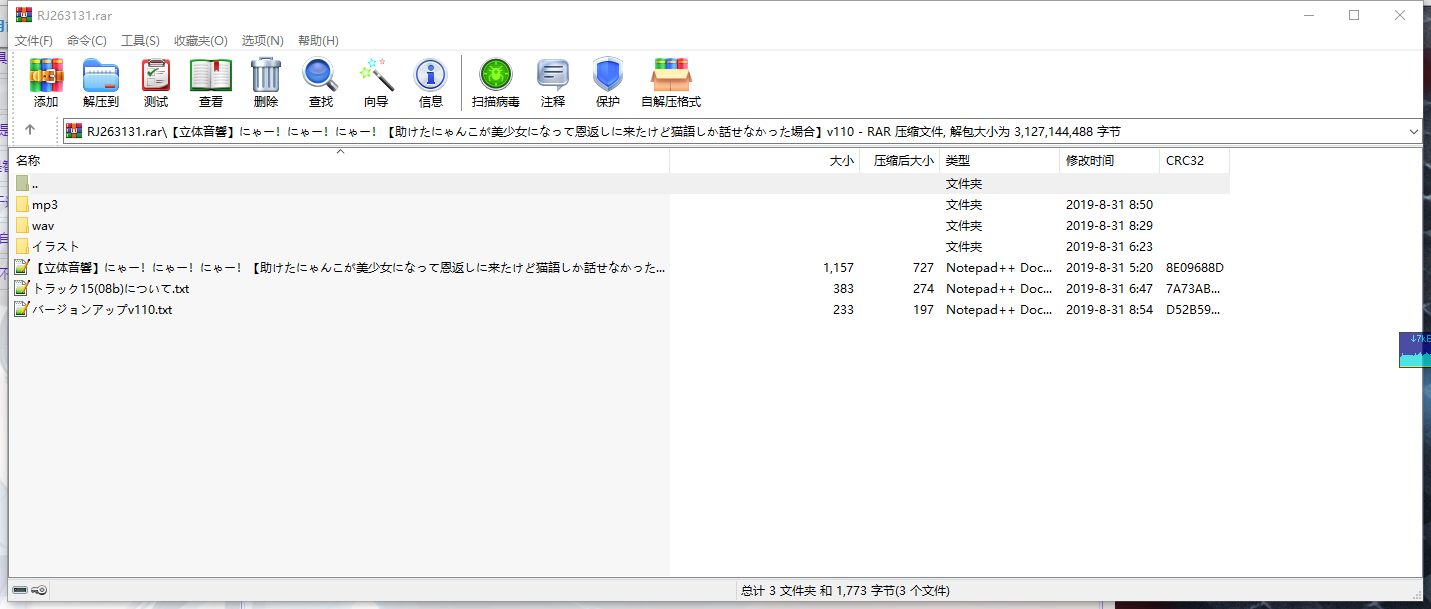 RJ263131.rar
文件(F) 命令(C) 工具(S) 收藏夹(O) 选项(N) 帮助(H)
添加 解压到 测试 查看 删除 查找 向导 信息 扫描病毒 注释 保护 自解压格式
RJ263131.rar\【立体音響】にゃー！にゃー！にゃー！【助けたにゃんこが美少女になって恩返しに来たけど猫語しか話せなかった場合】v110 - RAR 压缩文件, 解包大小为 3,127,144,488 字节
名称 大小 压缩后大小 类型 修改时间 CRC32
.. 文件夹
mp3 文件夹 2019-8-31 8:50
wav 文件夹 2019-8-31 8:29
イラスト 文件夹 2019-8-31 6:23
【立体音響】にゃー！にゃー！にゃー！【助けたにゃんこが美少女になって恩返しに来たけど猫語しか話せなかった... 1,157 727 Notepad++ Doc... 2019-8-31 5:20 8E09688D
トラック15(08b)について.txt 383 274 Notepad++ Doc... 2019-8-31 6:47 7A73AB...
バージョンアップv110.txt 233 197 Notepad++ Doc... 2019-8-31 8:54 D52B59...
总计 3 文件夹 和 1,773 字节(3 个文件)